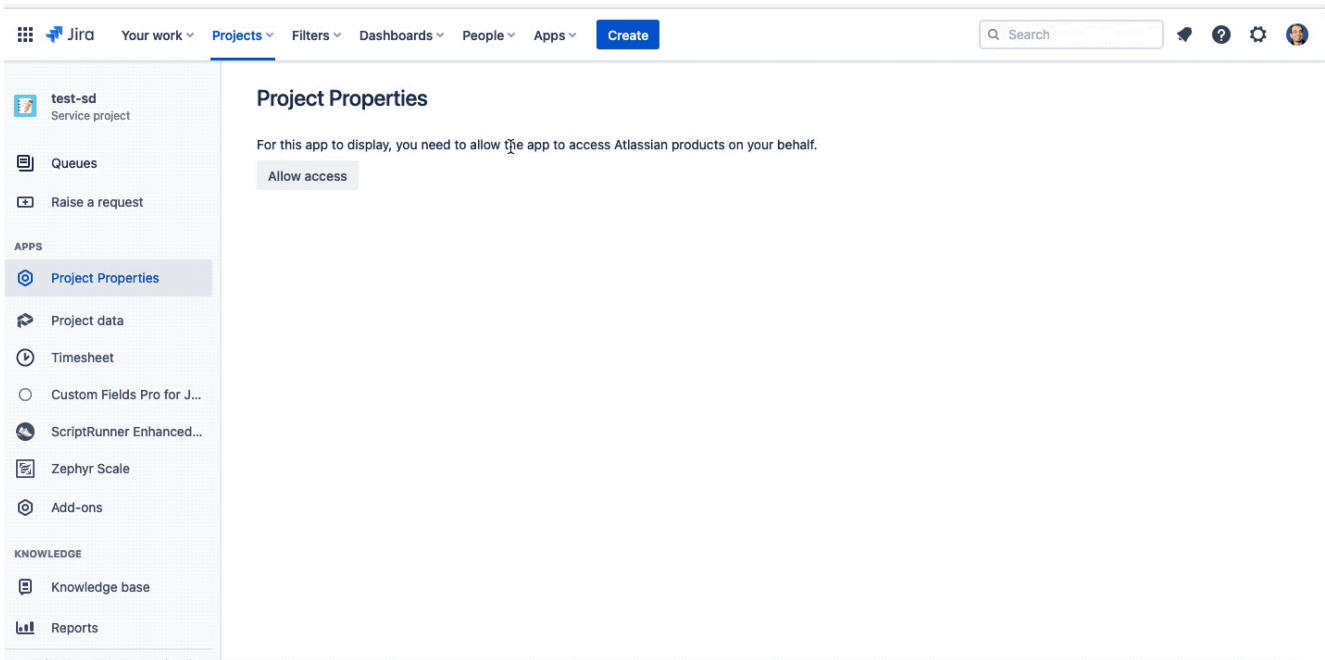 Jira
Your work
Projects
Filters
Dashboards
People
Apps
Create
Search
test-sd
Service project
Queues
Raise a request
APPS
Project Properties
Project data
Timesheet
Custom Fields Pro for J...
ScriptRunner Enhanced...
Zephyr Scale
Add-ons
KNOWLEDGE
Knowledge base
Reports
Project Properties
For this app to display, you need to allow the app to access Atlassian products on your behalf.
Allow access